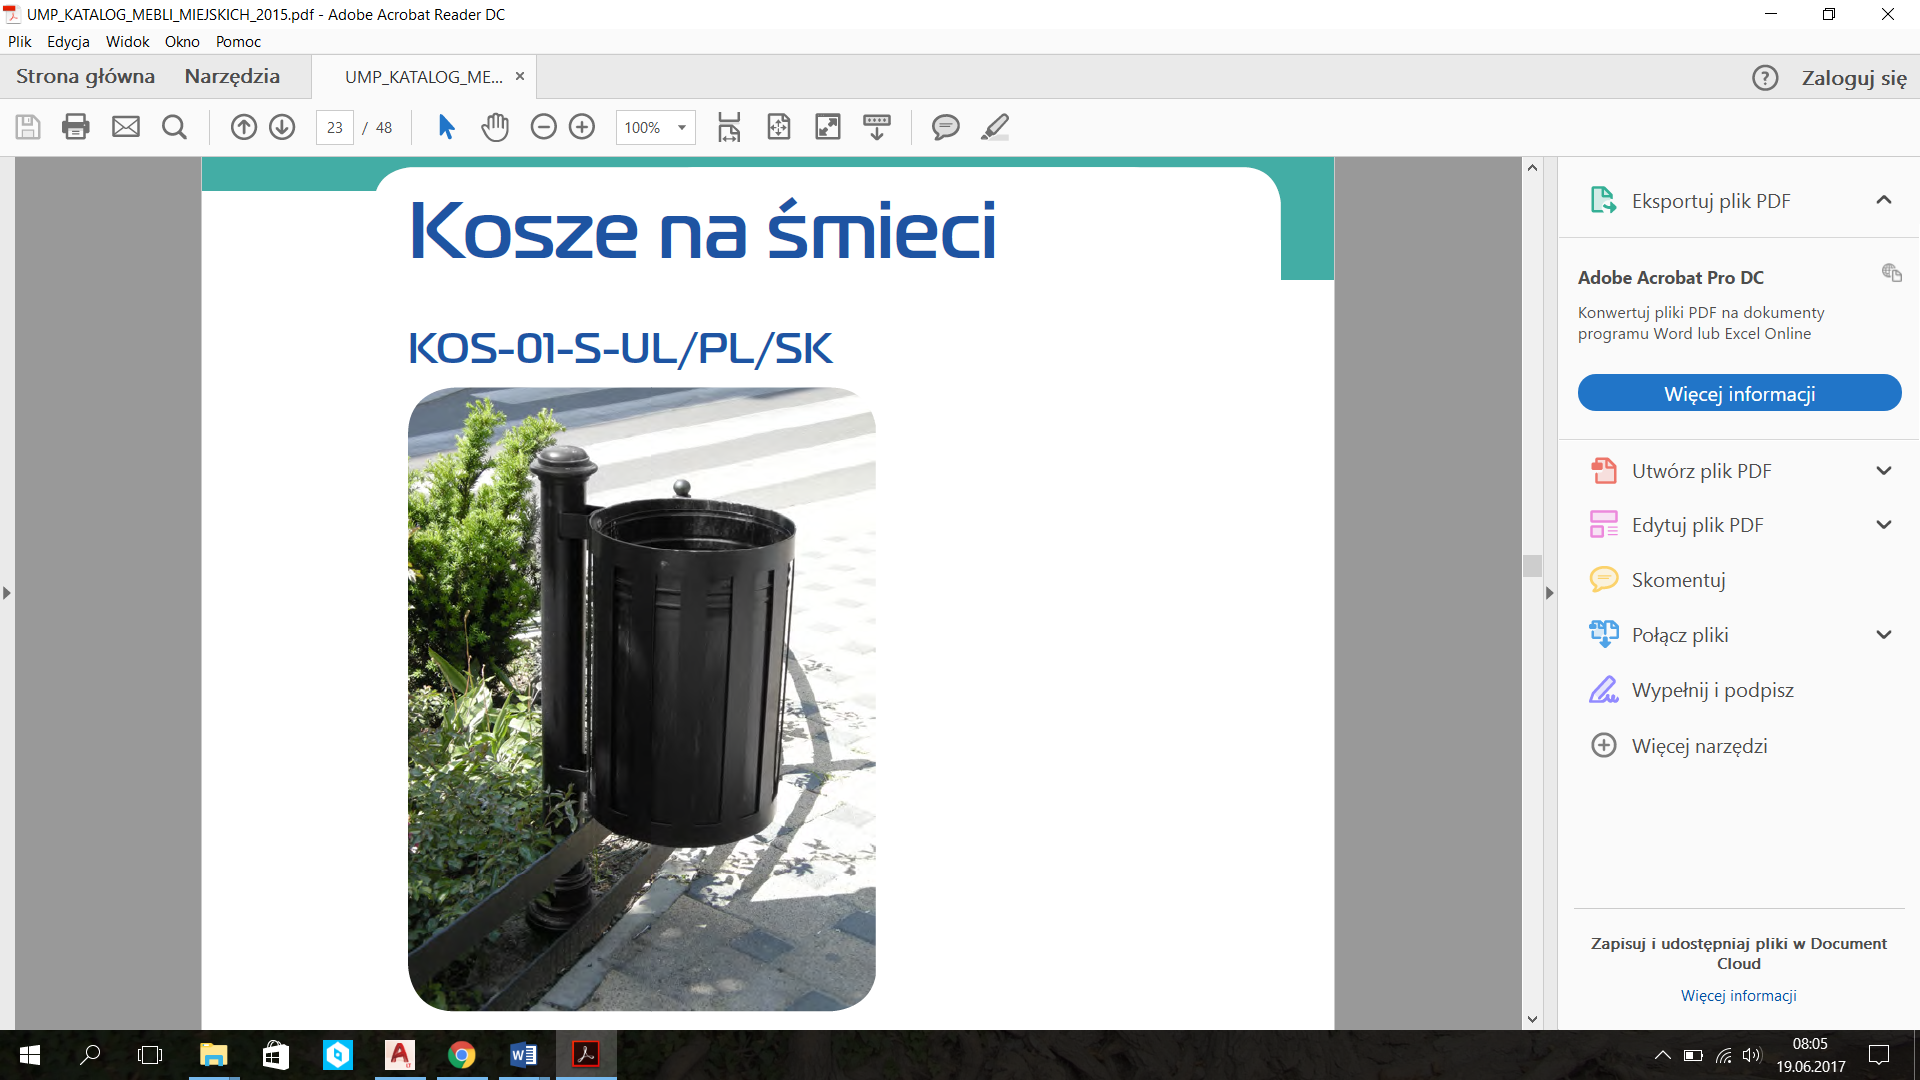 UMP_KATALOG_MEBLI_MIEJSKICH_2015.pdf - Adobe Acrobat Reader DC
Plik Edycja Widok Okno Pomoc
Strona główna Narzędzia UMP_KATALOG_ME... × ? Zaloguj się
23 / 48 100%
Kosze na śmieci
KOS-01-S-UL/PL/SK
Eksportuj plik PDF
Adobe Acrobat Pro DC
Konwertuj pliki PDF na dokumenty
programu Word lub Excel Online
Więcej informacji
Utwórz plik PDF
Edytuj plik PDF
Skomentuj
Połącz pliki
Wypełnij i podpisz
Więcej narzędzi
Zapisuj i udostępniaj pliki w Document
Cloud
Więcej informacji
08:05
19.06.2017